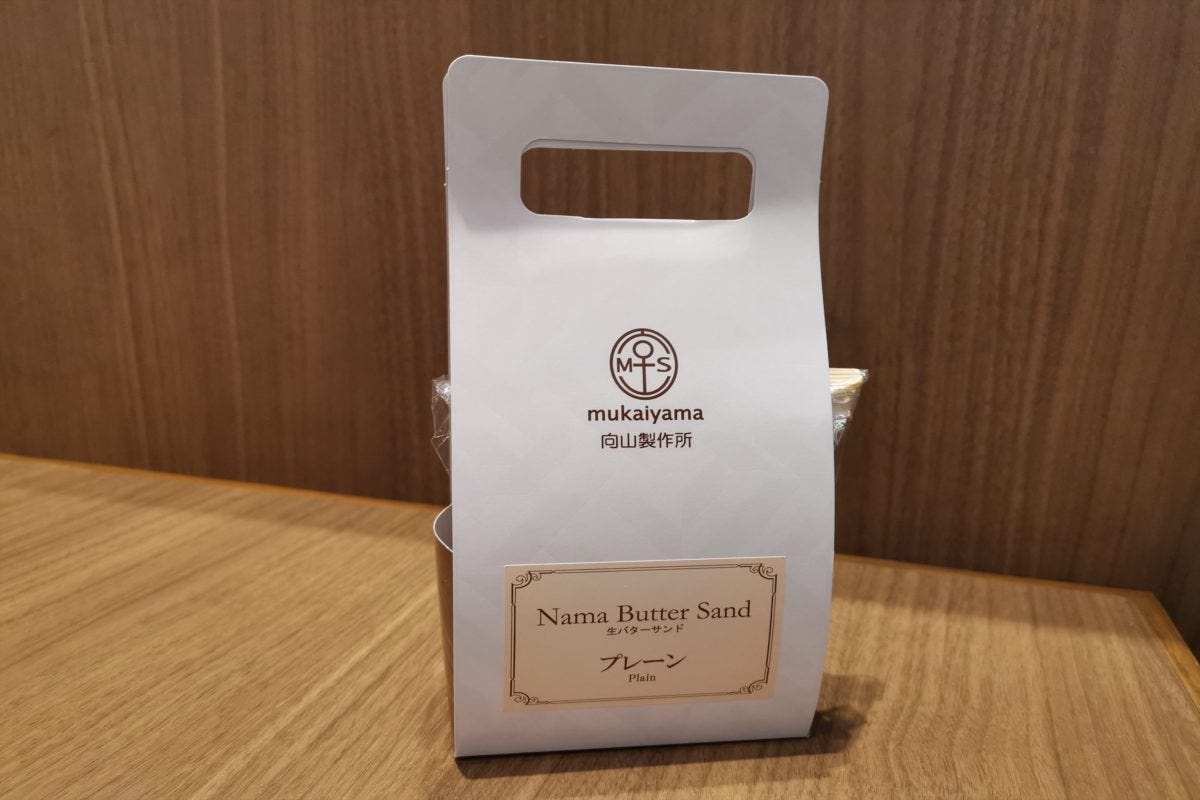 M S
mukaiyama
向山製作所
Nama Butter Sand
生バターサンド
プレーン
Plain